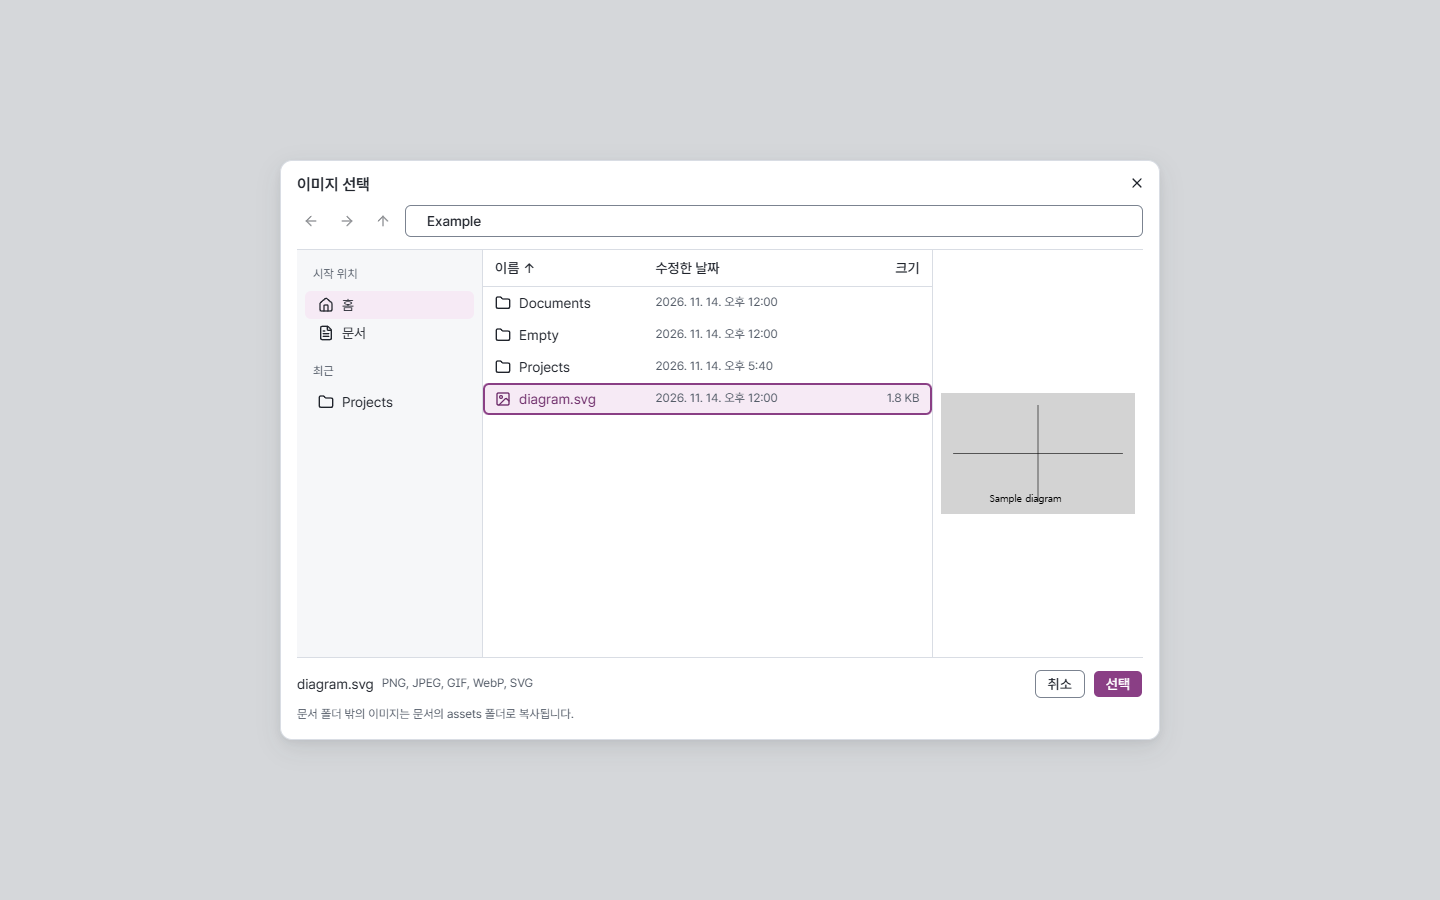 이미지 선택
Example
시작 위치
홈
문서
최근
Projects
이름 수정한 날짜 크기
Documents 2026. 11. 14. 오후 12:00
Empty 2026. 11. 14. 오후 12:00
Projects 2026. 11. 14. 오후 5:40
diagram.svg 2026. 11. 14. 오후 12:00 1.8 KB
Sample diagram
diagram.svg PNG, JPEG, GIF, WebP, SVG
취소 선택
문서 폴더 밖의 이미지는 문서의 assets 폴더로 복사됩니다.